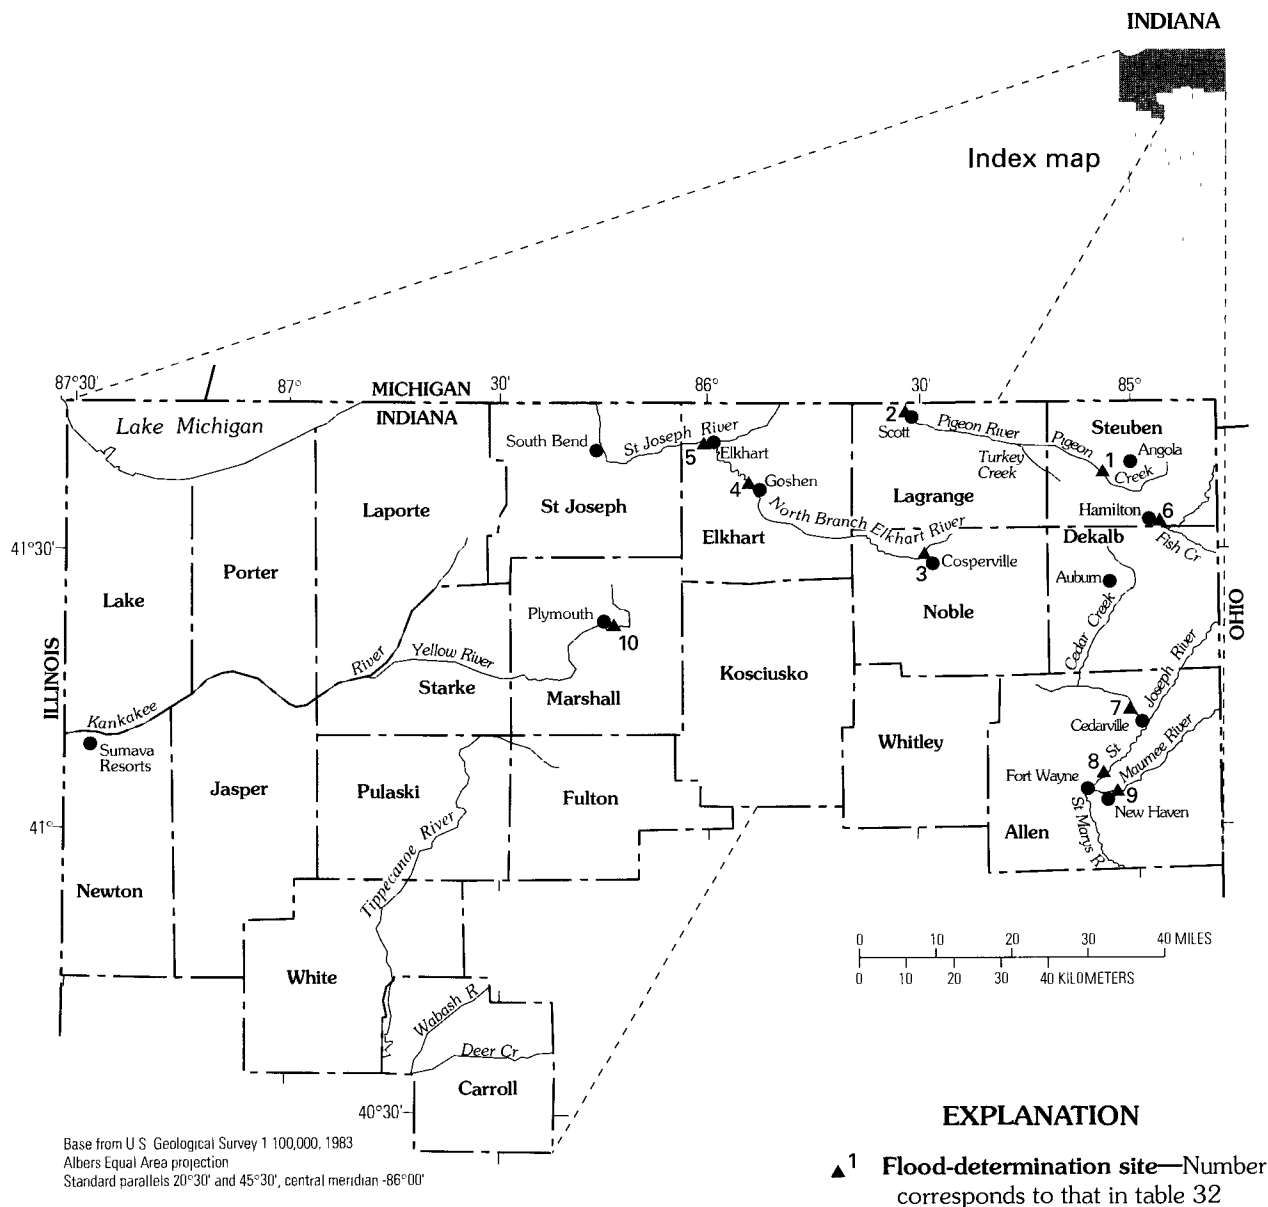 INDIANA
Index map
87°30'
87°
MICHIGAN
INDIANA
30'
86°
30'
85°
Lake Michigan
South Bend
St Joseph River
5
Elkhart
4
Goshen
2
Scott
Pigeon River
Turkey
Creek
Pigeon
Creek
Steuben
1
Angola
Laporte
St Joseph
Lagrange
Hamilton
6
North Branch Elkhart River
Elkhart
Dekalb
Fish Cr
41°30'
Porter
Lake
3
Cosperville
Auburn
Noble
Cedar Creek
OHIO
Plymouth
10
ILLINOIS
River
Yellow River
Starke
Marshall
Kosciusko
Joseph River
Kankakee
7
Cedarville
Sumava
Resorts
Whitley
St
Maumee River
8
Fort Wayne
9
New Haven
Jasper
Pulaski
Fulton
41°
St Marys R
Allen
Tippecanoe River
Newton
White
0 10 20 30 40 MILES
0 10 20 30 40 KILOMETERS
Wabash R
Deer Cr
Carroll
40°30'
Base from U S Geological Survey 1 100,000, 1983
Albers Equal Area projection
Standard parallels 20°30' and 45°30', central meridian -86°00'
EXPLANATION
1 Flood-determination site—Number
corresponds to that in table 32